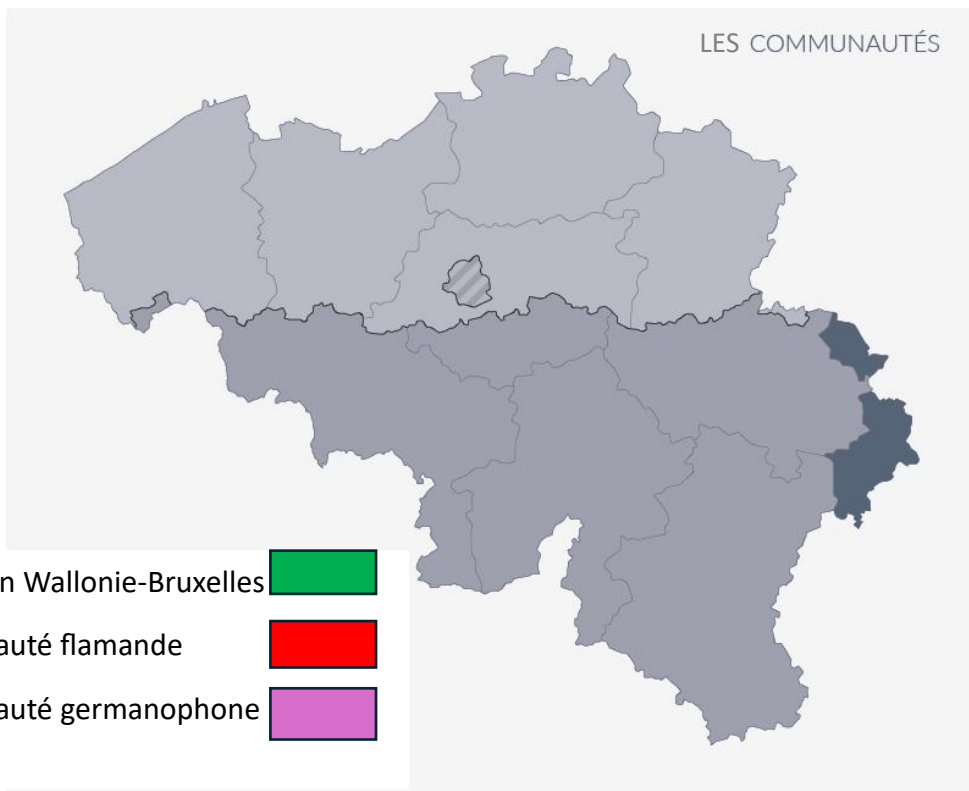 LES COMMUNAUTÉS
n Wallonie-Bruxelles
auté flamande
auté germanophone